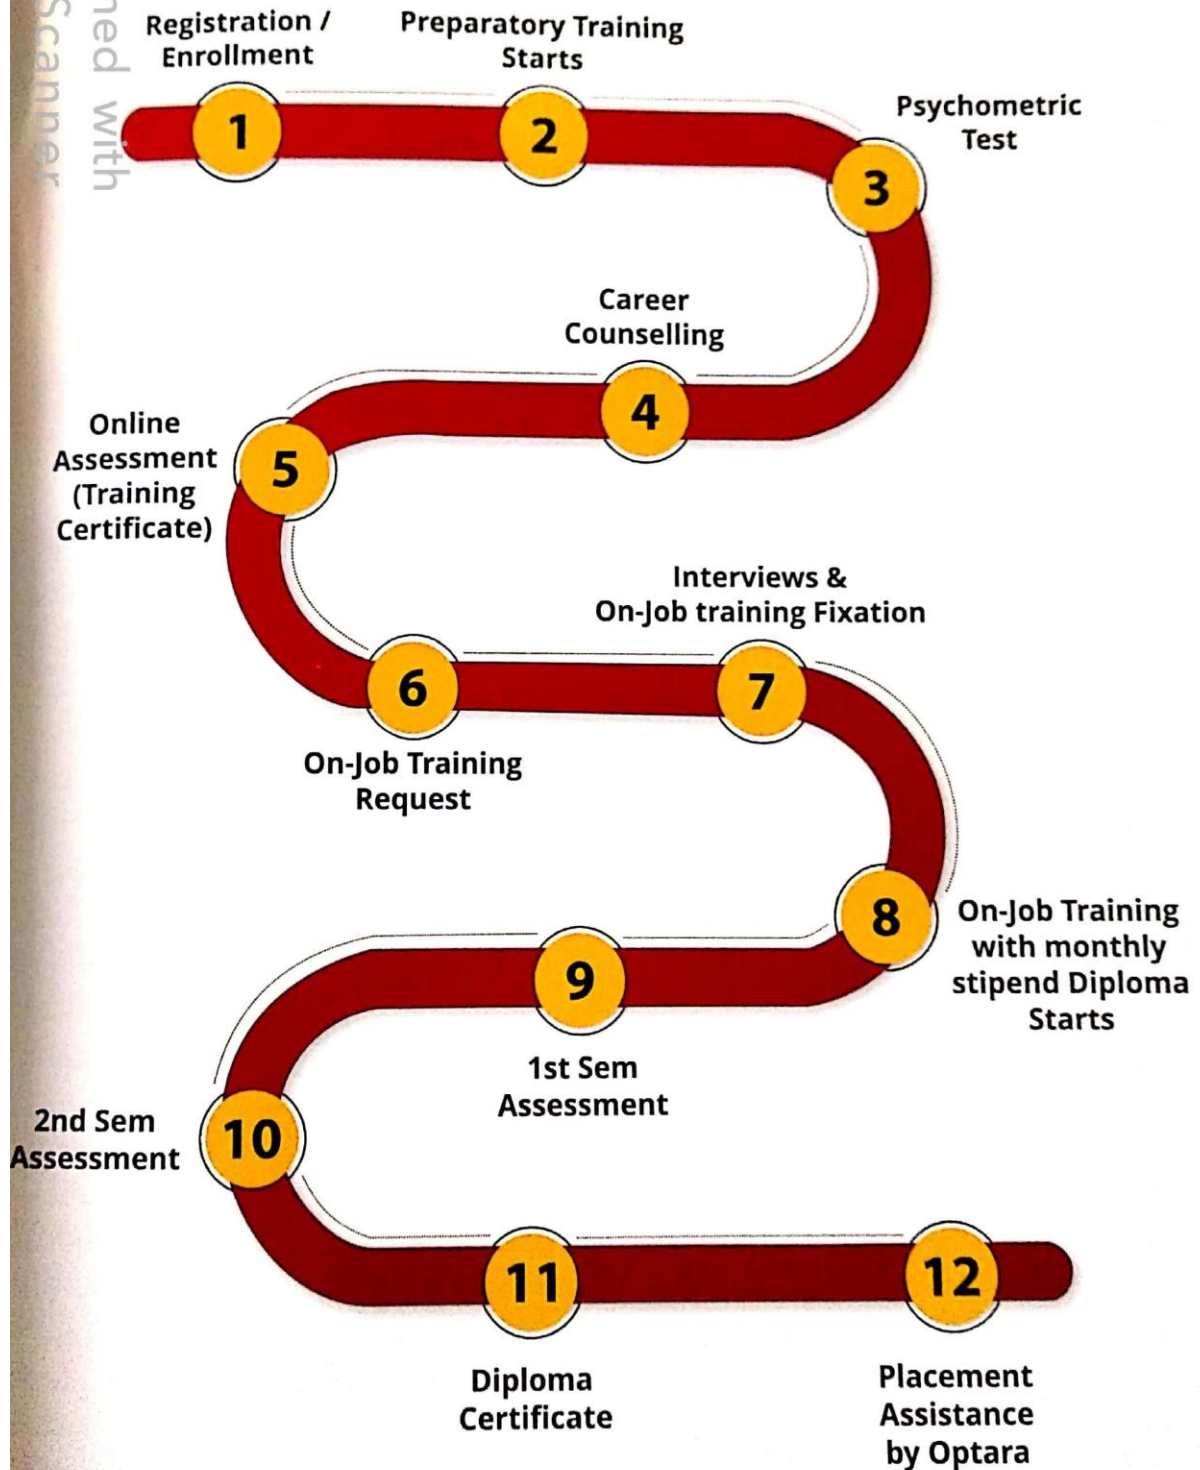 ned with
Scanner
Registration /
Enrollment
1
Preparatory Training
Starts
2
Psychometric
Test
3
Career
Counselling
4
Online
Assessment
(Training
Certificate)
5
On-Job Training
Request
6
Interviews &
On-Job training Fixation
7
On-Job Training
with monthly
stipend Diploma
Starts
8
1st Sem
Assessment
9
2nd Sem
Assessment
10
Diploma
Certificate
11
Placement
Assistance
by Optara
12